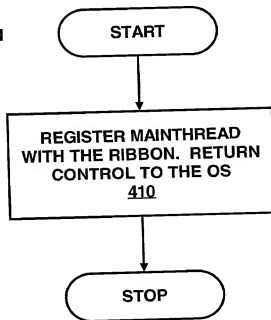 START
REGISTER MAINTHREAD
WITH THE RIBBON. RETURN
CONTROL TO THE OS
410
STOP